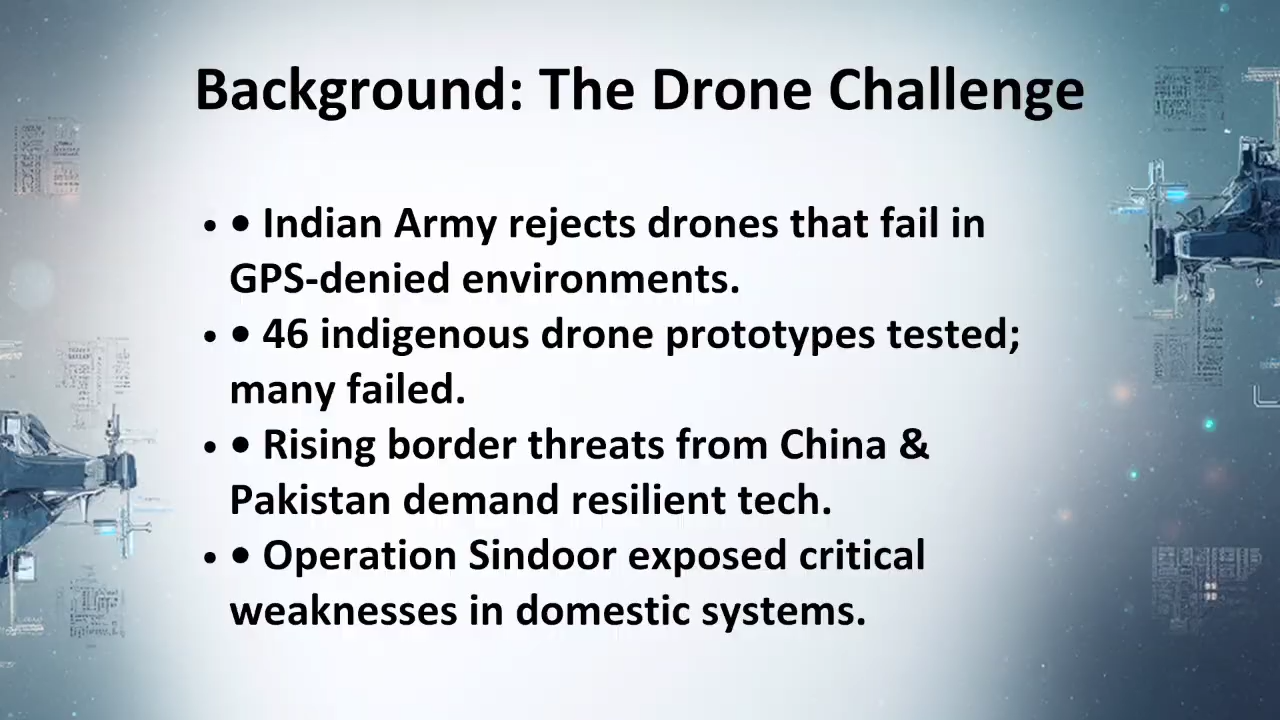 Background: The Drone Challenge
• • Indian Army rejects drones that fail in
GPS-denied environments.
• • 46 indigenous drone prototypes tested;
many failed.
• • Rising border threats from China &
Pakistan demand resilient tech.
• • Operation Sindoor exposed critical
weaknesses in domestic systems.